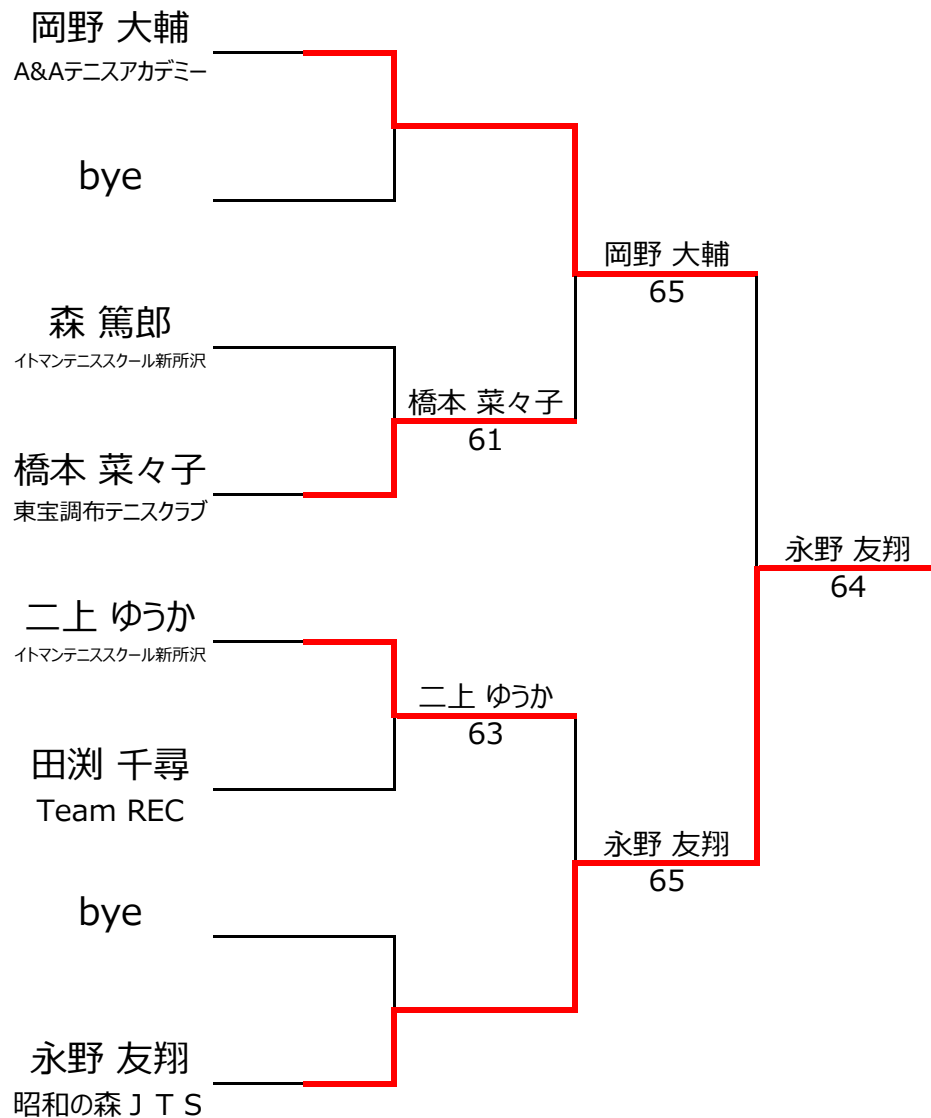 岡野 大輔
A&Aテニスアカデミー
bye
岡野 大輔
65
森 篤郎
イトマンテニススクール新所沢
橋本 菜々子
61
橋本 菜々子
東宝調布テニスクラブ
永野 友翔
64
二上 ゆうか
イトマンテニススクール新所沢
二上 ゆうか
63
田渕 千尋
Team REC
永野 友翔
65
bye
永野 友翔
昭和の森ＪＴＳ